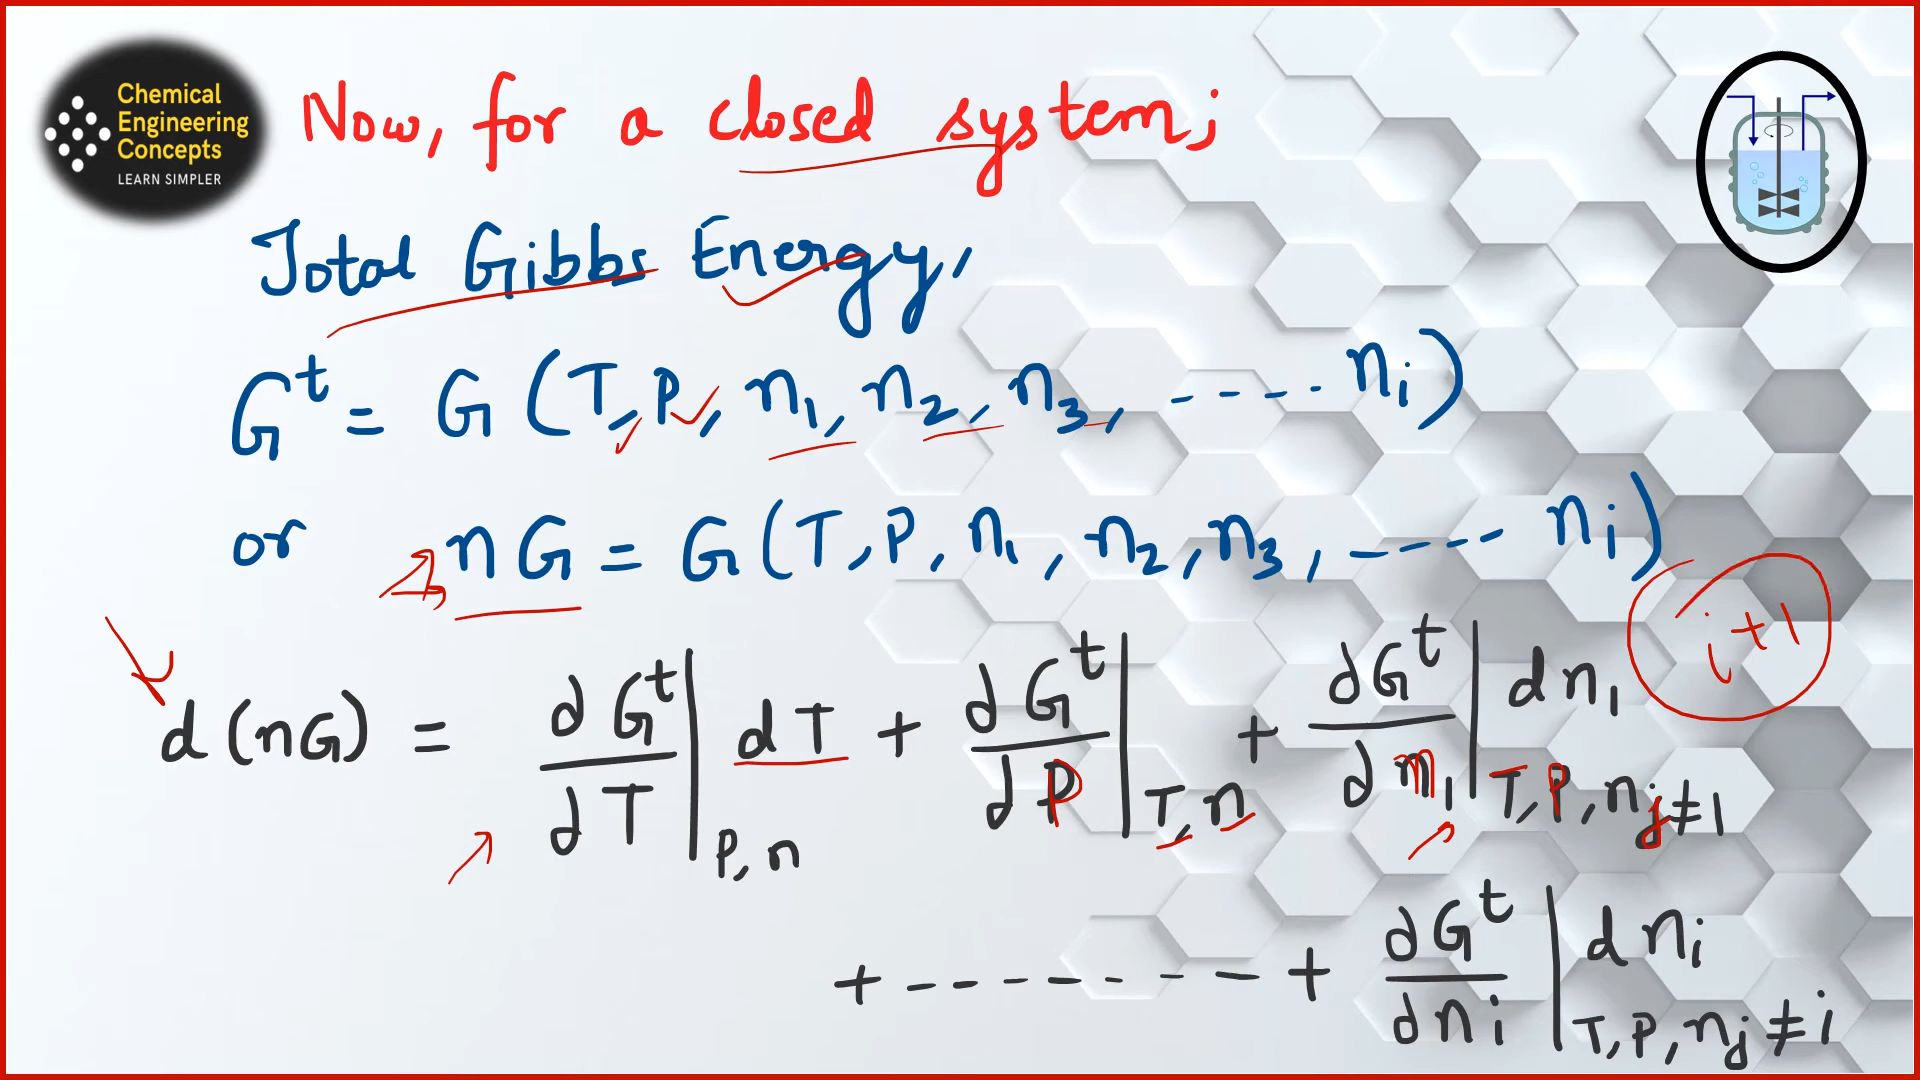 Chemical
Engineering
Concepts
LEARN SIMPLER
Now, for a closed system;
Total Gibbs Energy,
Gᵗ = G (T, P, n₁, n₂, n₃, ----- nᵢ)
or nG = G (T, P, n₁, n₂, n₃, ----- nᵢ)
i+1
d(nG) = ∂Gᵗ/∂T |P,n dT + ∂Gᵗ/∂P |T,n + ∂Gᵗ/∂n₁ |T,P,nj≠1 dn₁
+ -------- + ∂Gᵗ/∂nᵢ |T,P,nj≠i dnᵢ